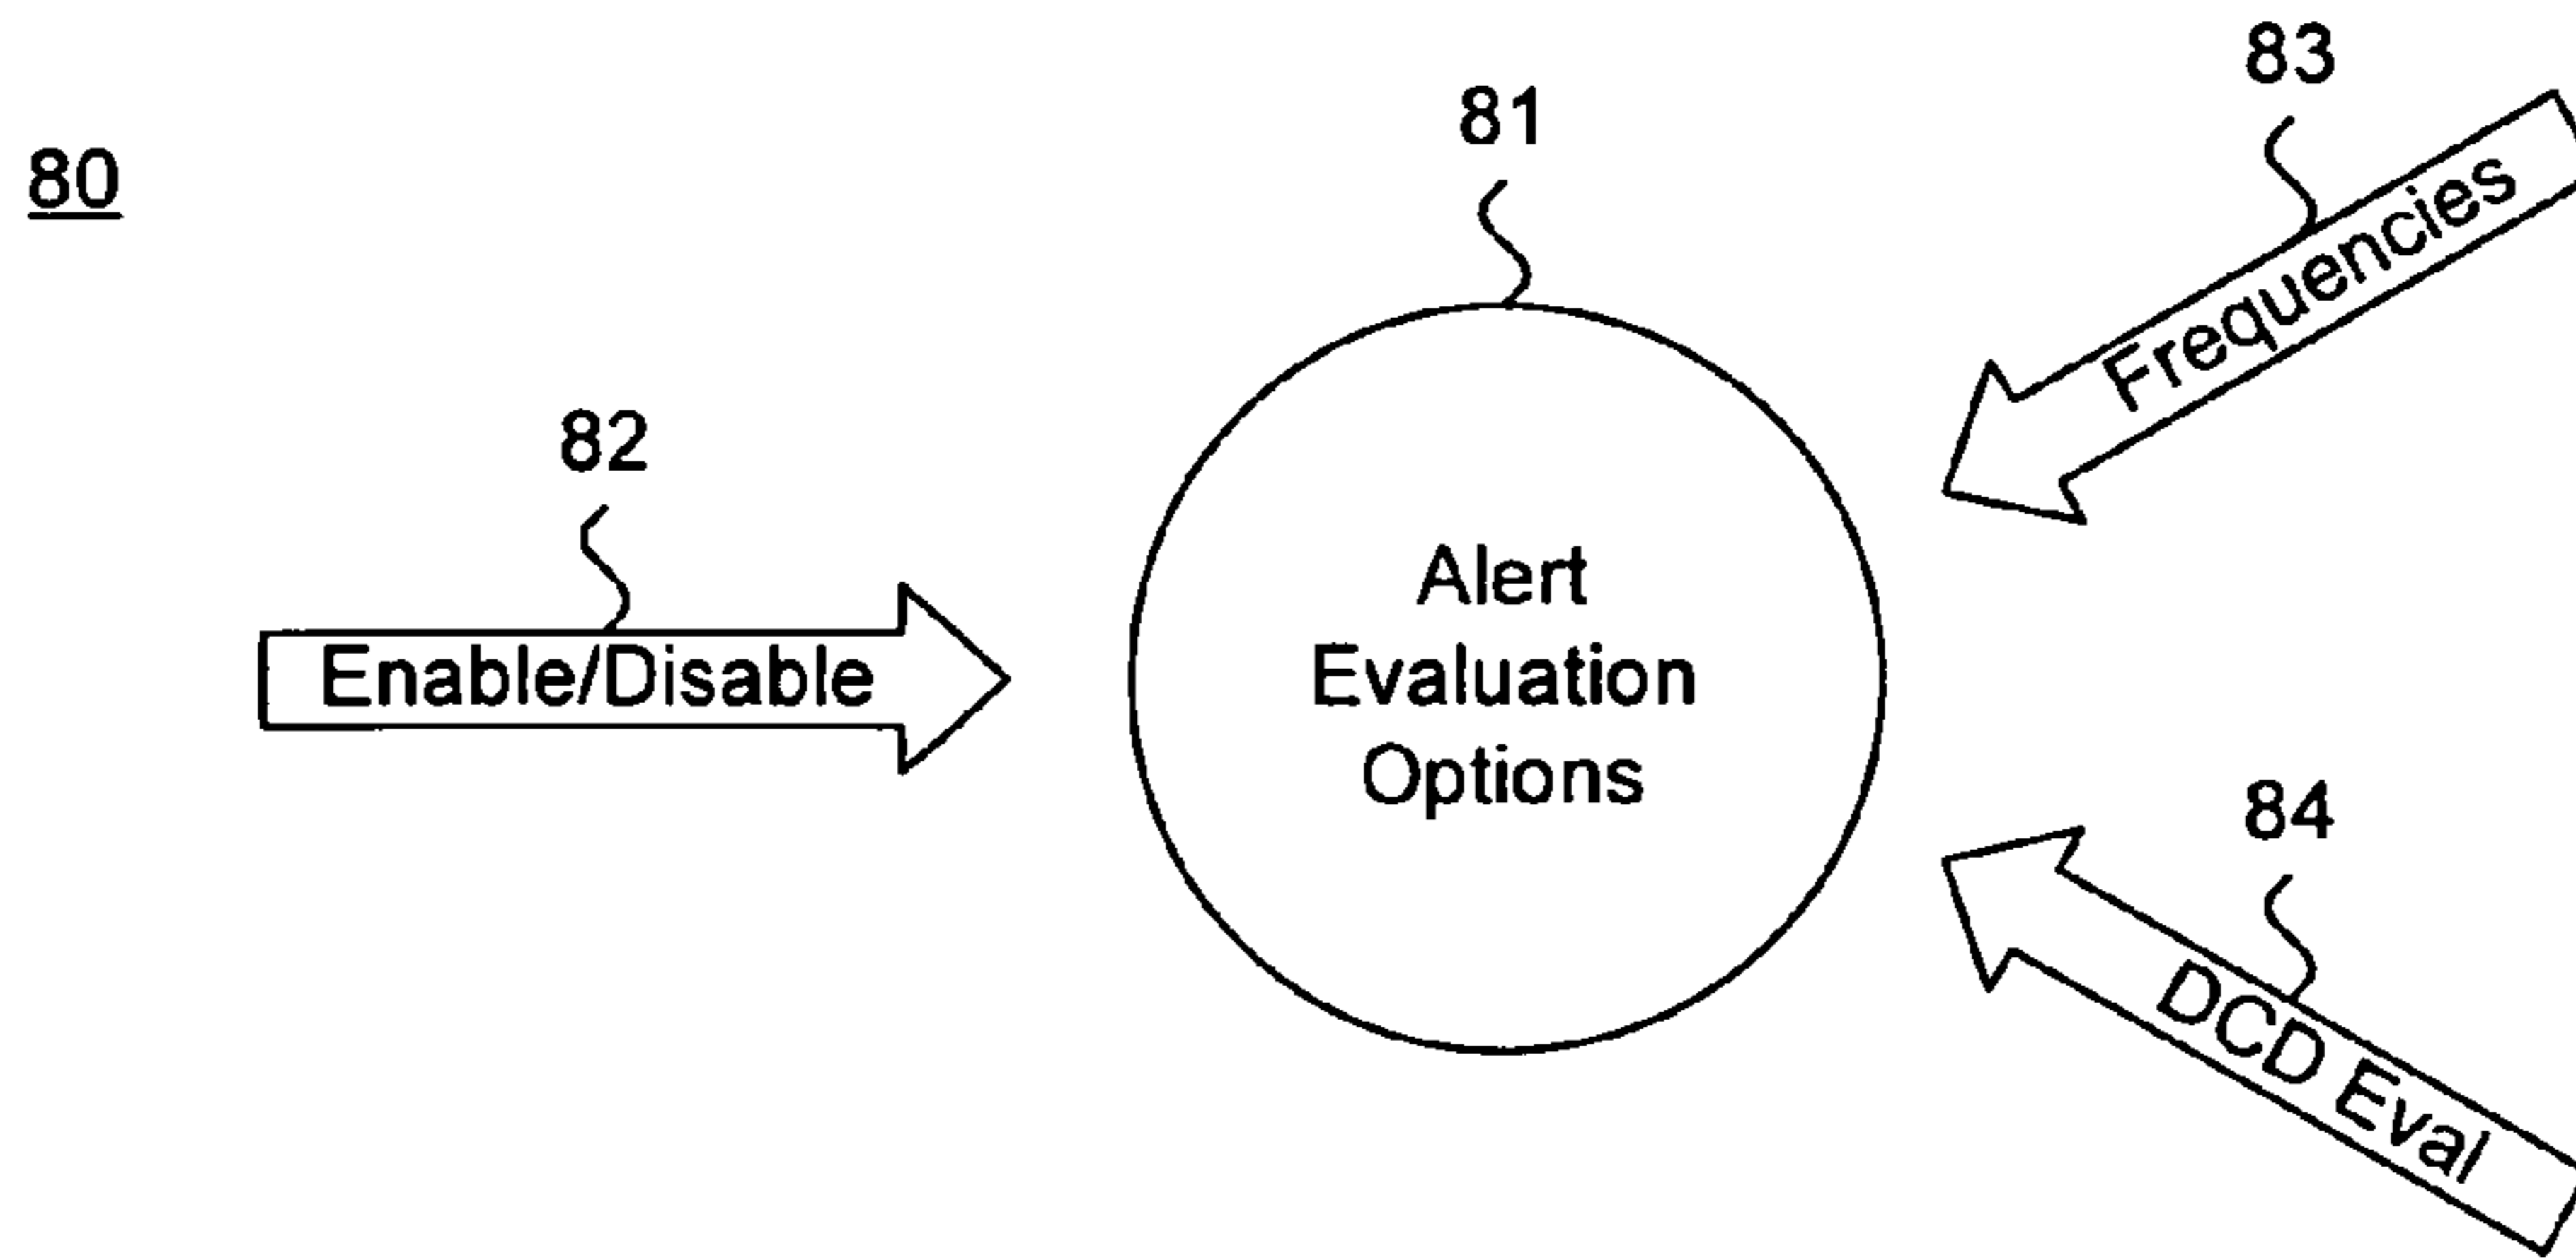 80
81
83
82
Frequencies
Enable/Disable
Alert
Evaluation
Options
84
DCD Eval